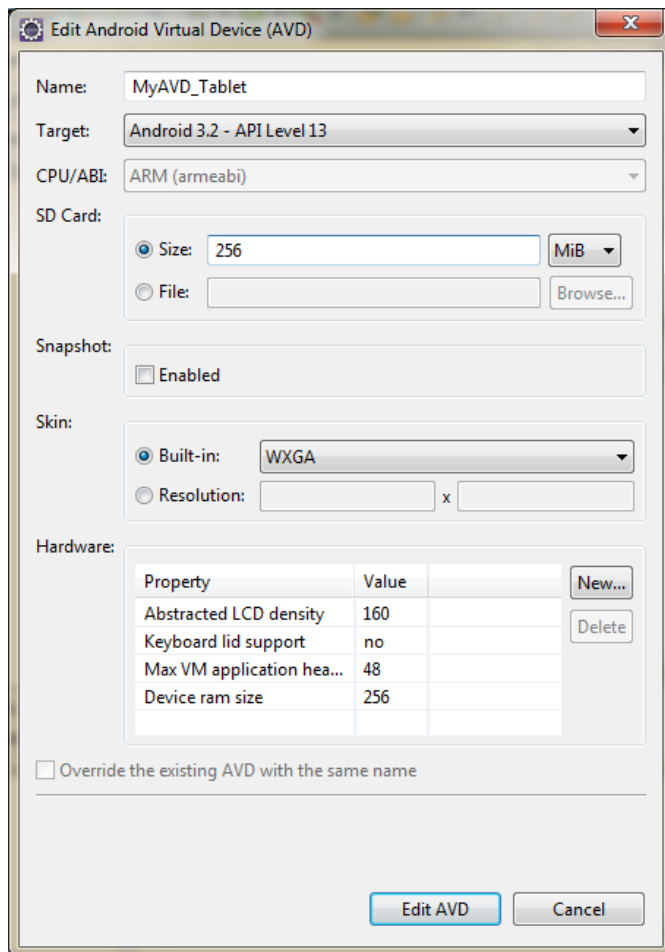 Edit Android Virtual Device (AVD)
Name: MyAVD_Tablet
Target: Android 3.2 - API Level 13
CPU/ABI: ARM (armeabi)
SD Card:
Size: 256 MiB
File: Browse...
Snapshot:
Enabled
Skin:
Built-in: WXGA
Resolution: x
Hardware:
Property Value New...
Abstracted LCD density 160
Delete
Keyboard lid support no
Max VM application hea... 48
Device ram size 256
Override the existing AVD with the same name
Edit AVD Cancel